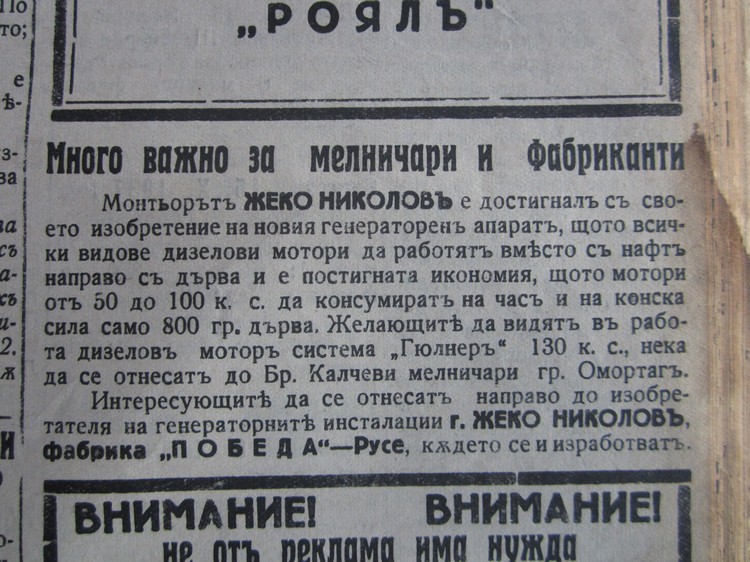 „РОЯЛЪ“
Много важно за мелничари и фабриканти
Монтьорътъ ЖЕКО НИКОЛОВЪ е достигналъ съ сво-
ето изобретение на новия генераторенъ апаратъ, щото всич-
ки видове дизелови мотори да работятъ вмѣсто съ нафтъ
направо съ дърва и е постигната икономия, щото мотори
отъ 50 до 100 к. с. да консумиратъ на часъ и на конска
сила само 800 гр. дърва. Желающитѣ да видятъ въ рабо-
та дизеловъ моторъ система „Гюлнеръ“ 130 к. с., нека
да се отнесатъ до Бр. Калчеви мелничари гр. Омортагъ.
Интересующитѣ да се отнесатъ направо до изобре-
тателя на генераторнитѣ инсталации г. ЖЕКО НИКОЛОВЪ,
фабрика „ПОБЕДА“—Русе, кѫдето се и изработватъ.
ВНИМАНИЕ! ВНИМАНИЕ!
не отъ реклама има нужда